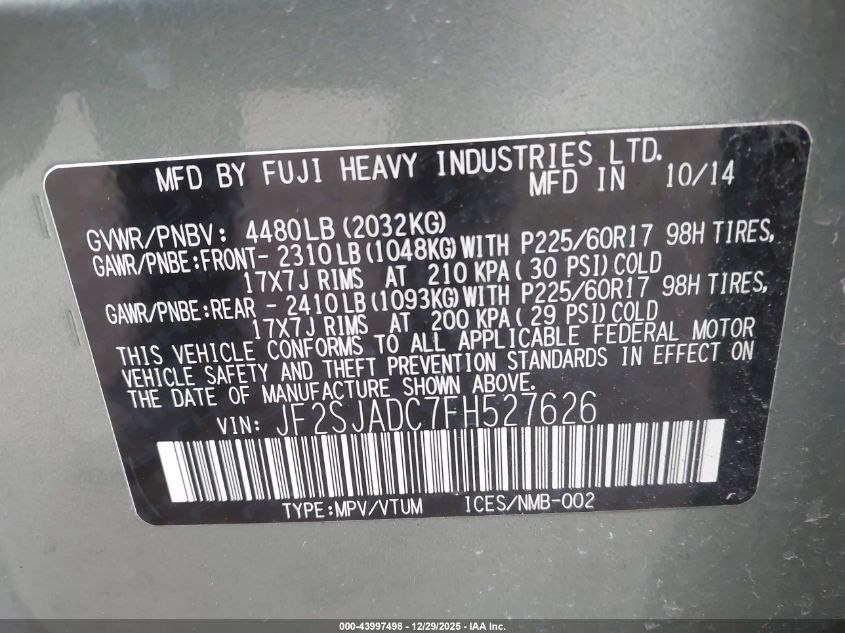 MFD BY FUJI HEAVY INDUSTRIES LTD.
MFD IN 10/14
GVWR/PNBV: 4480LB (2032KG)
GAWR/PNBE:FRONT- 2310LB(1048KG)WITH P225/60R17 98H TIRES,
17X7J RIMS AT 210 KPA( 30 PSI)COLD
GAWR/PNBE:REAR - 2410LB(1093KG)WITH P225/60R17 98H TIRES,
17X7J RIMS AT 200 KPA( 29 PSI)COLD
THIS VEHICLE CONFORMS TO ALL APPLICABLE FEDERAL MOTOR
VEHICLE SAFETY AND THEFT PREVENTION STANDARDS IN EFFECT ON
THE DATE OF MANUFACTURE SHOWN ABOVE.
VIN: JF2SJADC7FH527626
TYPE:MPV/VTUM ICES/NMB-002
000-43997498 - 12/29/2025 - IAA Inc.